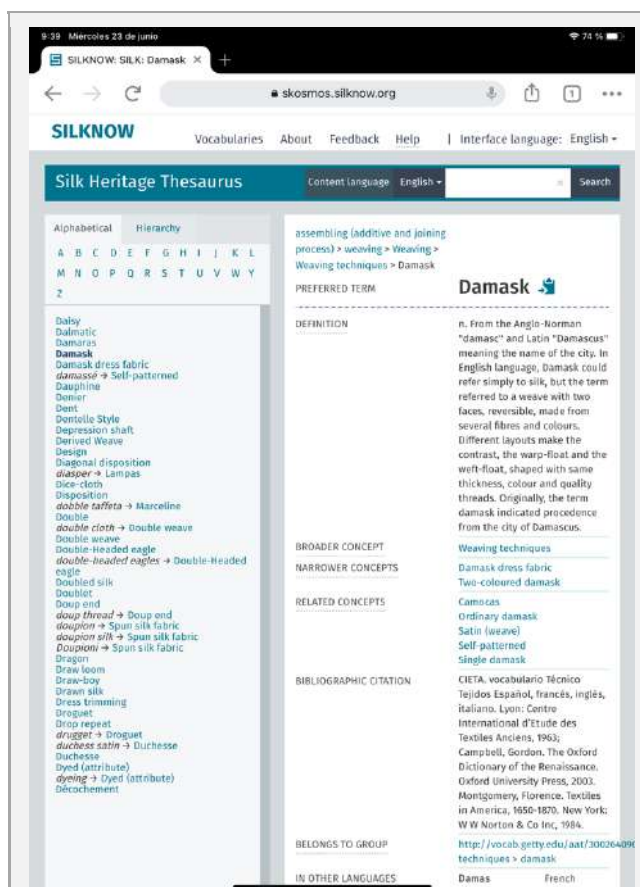 9:39 Miércoles 23 de junio
74 %
SILKNOW: SILK: Damask
skosmos.silknow.org
1
SILKNOW
Vocabularies About Feedback Help | Interface language: English
Silk Heritage Thesaurus
Content language English
Search
Alphabetical Hierarchy
A B C D E F G H I J K L
M N O P Q R S T U V W Y
Z
Daisy
Dalmatic
Damaras
Damask
Damask dress fabric
damassé → Self-patterned
Dauphine
Denier
Dent
Dentelle Style
Depression shaft
Derived Weave
Design
Diagonal disposition
diasper → Lampas
Dice-cloth
Disposition
dobble taffeta → Marceline
Double
double cloth → Double weave
Double weave
Double-Headed eagle
double-headed eagles → Double-Headed
eagle
Doubled silk
Doublet
Doup end
doup thread → Doup end
doupion → Spun silk fabric
doupion silk → Spun silk fabric
Doupioni → Spun silk fabric
Dragon
Draw loom
Draw-boy
Drawn silk
Dress trimming
Droguet
Drop repeat
drugget → Droguet
duchess satin → Duchesse
Duchesse
Dyed (attribute)
dyeing → Dyed (attribute)
Décochement
assembling (additive and joining
process) > weaving > Weaving >
Weaving techniques > Damask
PREFERRED TERM
Damask
DEFINITION
n. From the Anglo-Norman
"damasc" and Latin "Damascus"
meaning the name of the city. In
English language, Damask could
refer simply to silk, but the term
referred to a weave with two
faces, reversible, made from
several fibres and colours.
Different layouts make the
contrast, the warp-float and the
weft-float, shaped with same
thickness, colour and quality
threads. Originally, the term
damask indicated procedence
from the city of Damascus.
BROADER CONCEPT
Weaving techniques
NARROWER CONCEPTS
Damask dress fabric
Two-coloured damask
RELATED CONCEPTS
Camocas
Ordinary damask
Satin (weave)
Self-patterned
Single damask
BIBLIOGRAPHIC CITATION
CIETA. vocabulario Técnico
Tejidos Español, francés, inglés,
italiano. Lyon: Centre
International d'Etude des
Textiles Anciens, 1963;
Campbell, Gordon. The Oxford
Dictionary of the Renaissance.
Oxford University Press, 2003.
Montgomery, Florence. Textiles
in America, 1650-1870. New York:
W W Norton & Co Inc, 1984.
BELONGS TO GROUP
http://vocab.getty.edu/aat/300264090
techniques > damask
IN OTHER LANGUAGES
Damas French